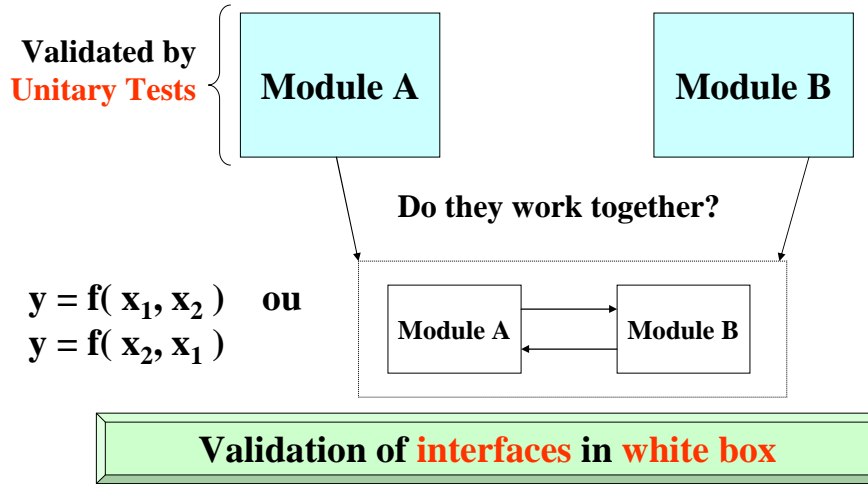 Validated by
Unitary Tests
Module A
Module B
Do they work together?
y = f( x₁, x₂ ) ou
y = f( x₂, x₁ )
Module A
Module B
Validation of interfaces in white box